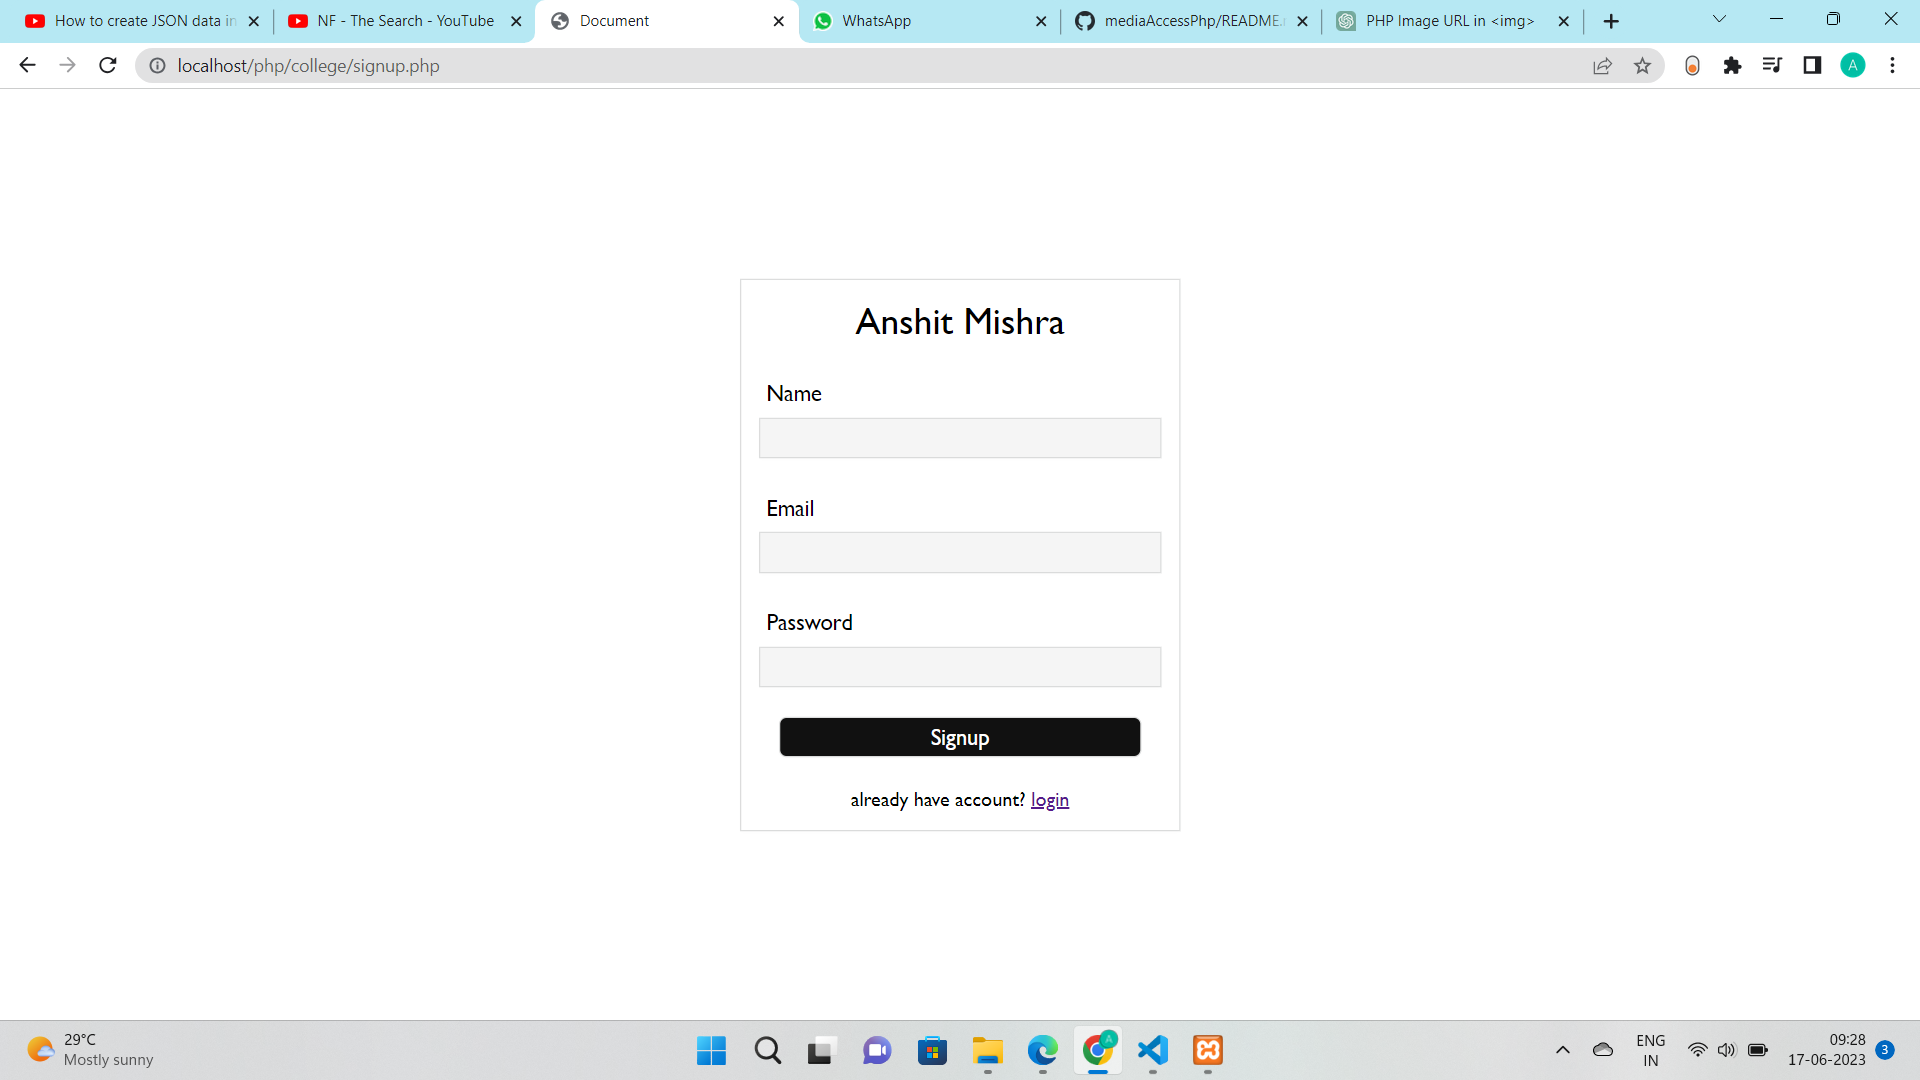 How to create JSON data in
NF - The Search - YouTube
Document
WhatsApp
mediaAccessPhp/README.
PHP Image URL in <img>
localhost/php/college/signup.php
A
Anshit Mishra
Name
Email
Password
Signup
already have account? login
29°C
Mostly sunny
A
ENG
IN
09:28
17-06-2023
3